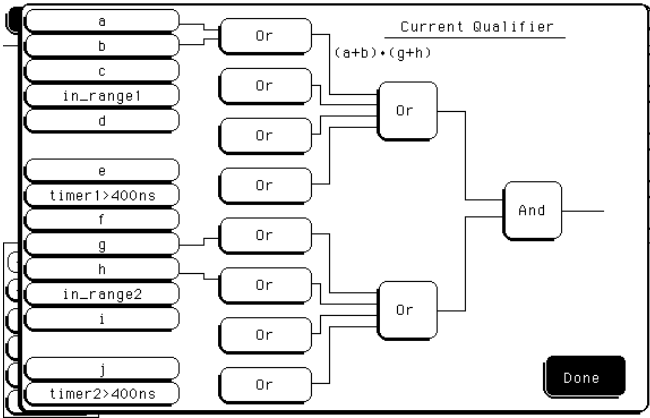 Current Qualifier
(a+b)•(g+h)
a
b
c
in_range1
d
e
timer1>400ns
f
g
h
in_range2
i
j
timer2>400ns
Or
Or
Or
Or
Or
Or
Or
Or
Or
Or
And
Done